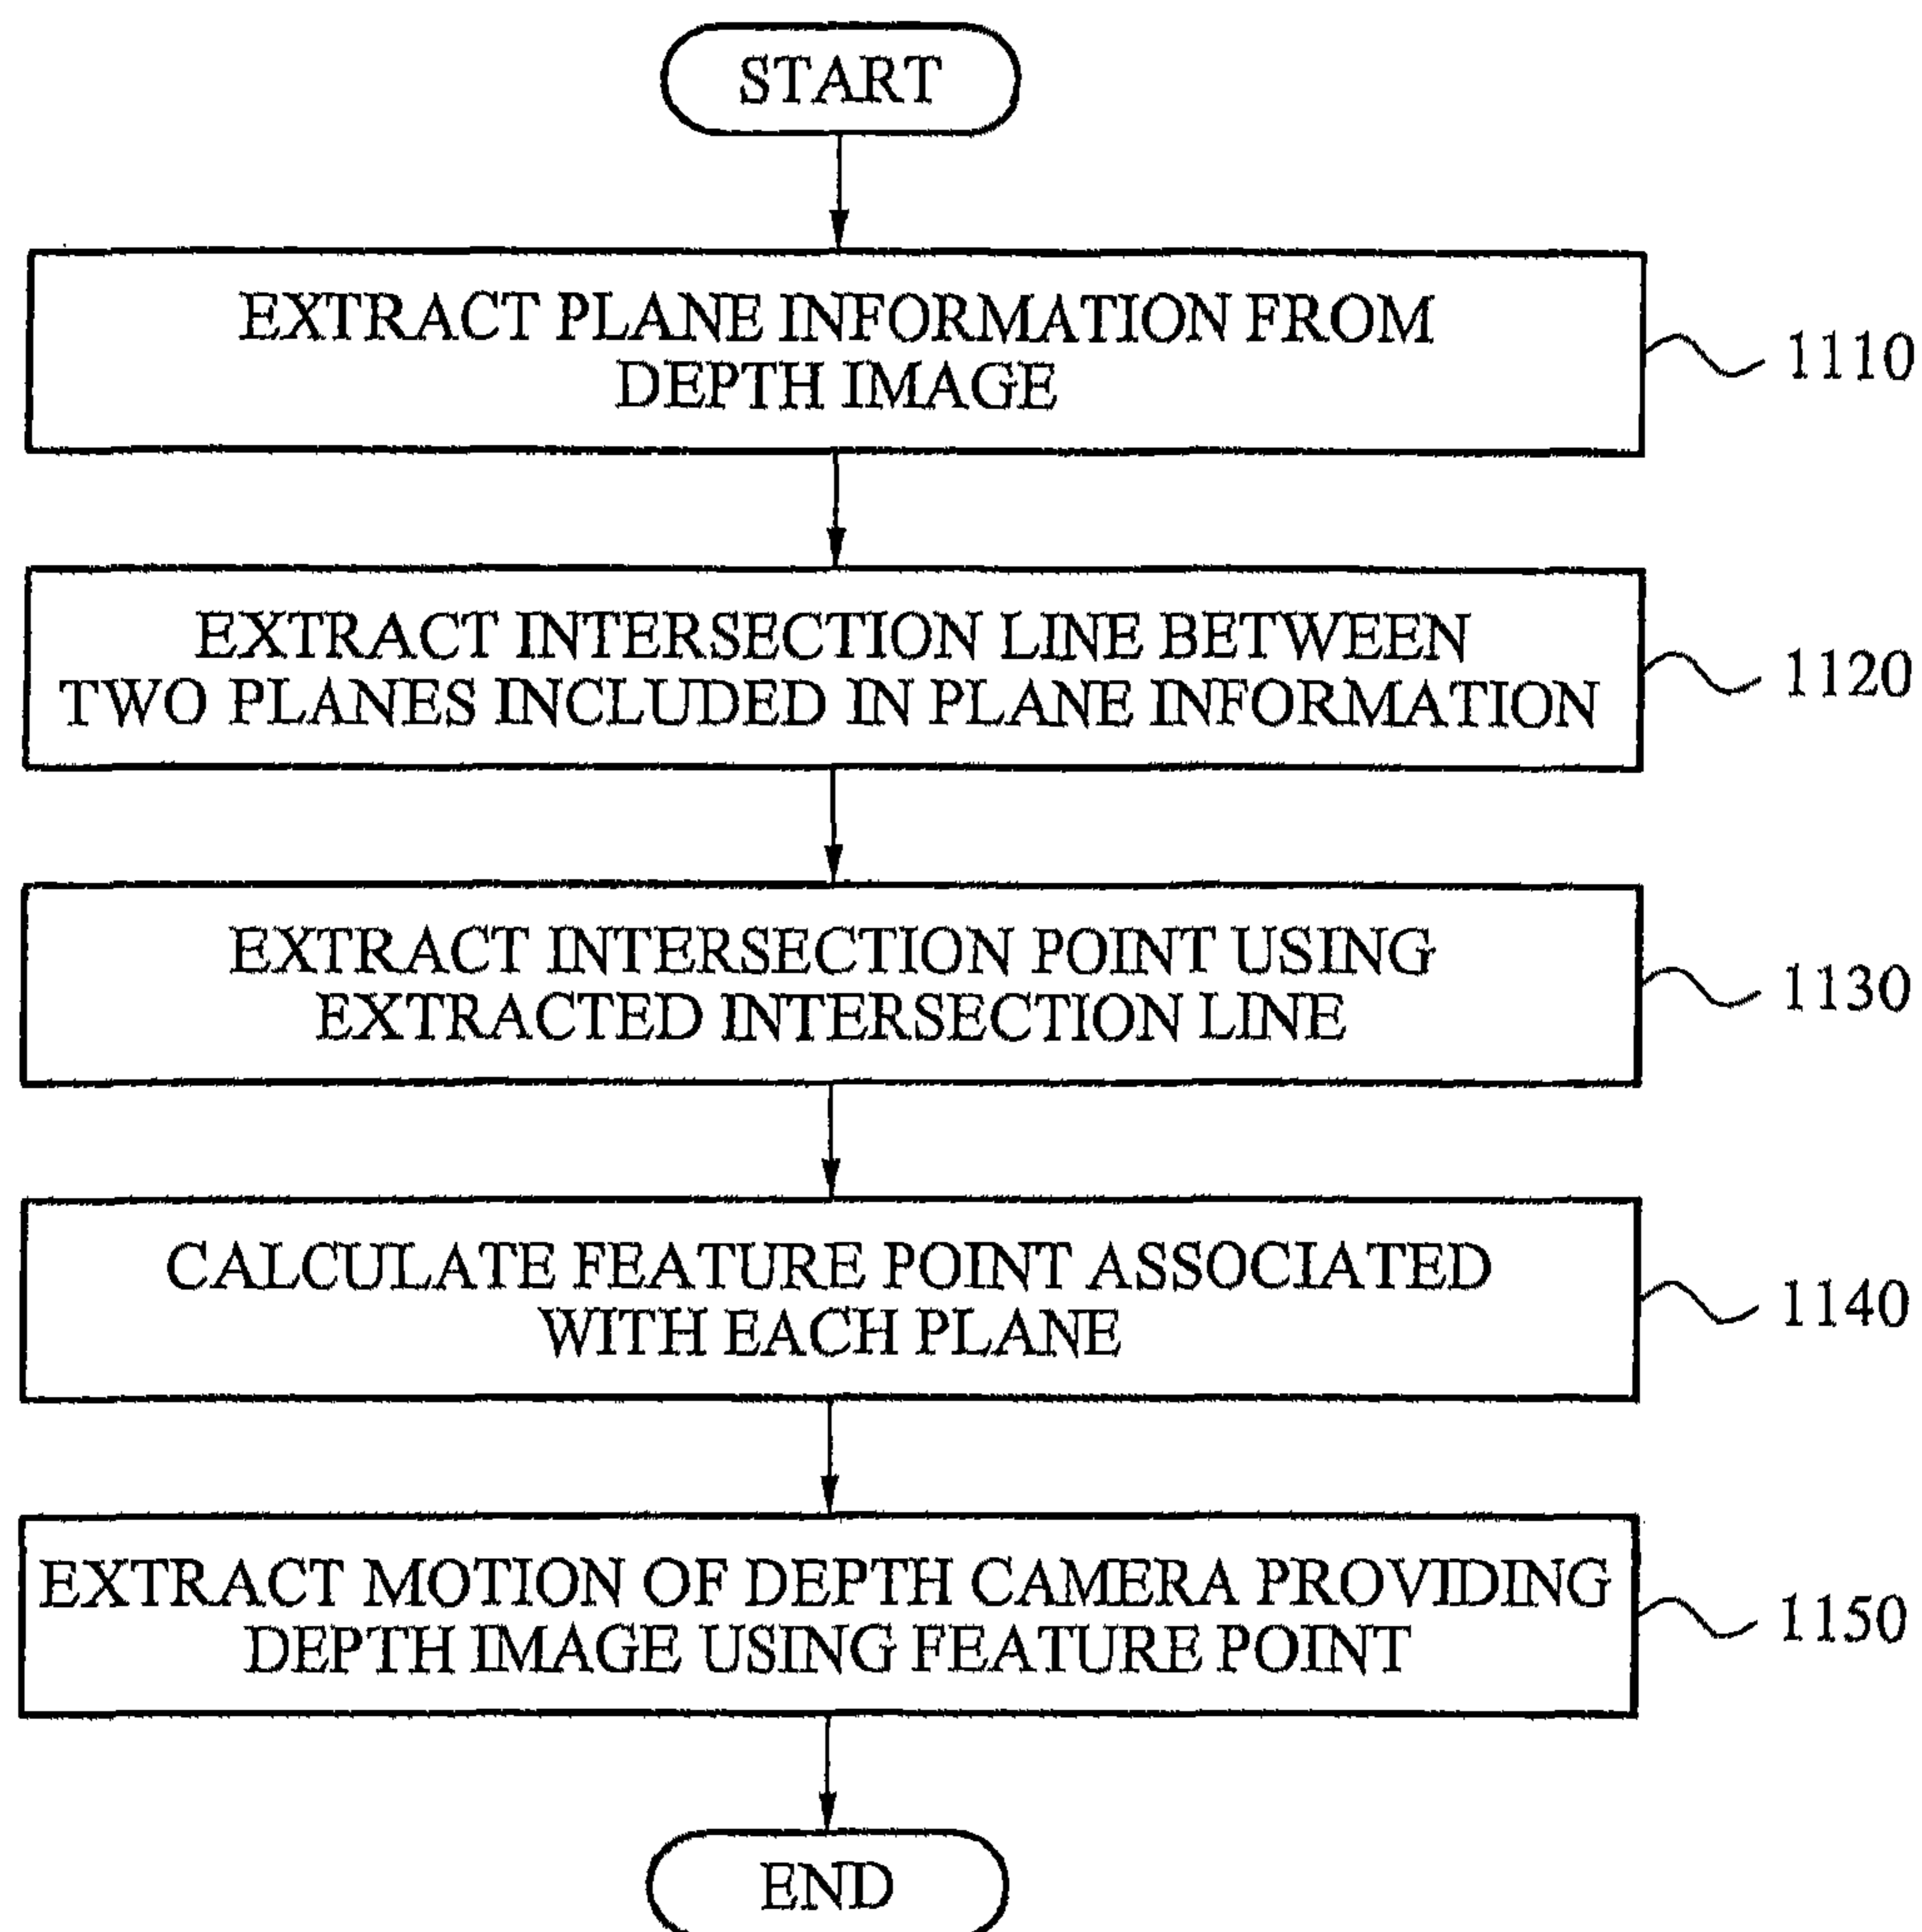 START
EXTRACT PLANE INFORMATION FROM
DEPTH IMAGE
1110
EXTRACT INTERSECTION LINE BETWEEN
TWO PLANES INCLUDED IN PLANE INFORMATION
1120
EXTRACT INTERSECTION POINT USING
EXTRACTED INTERSECTION LINE
1130
CALCULATE FEATURE POINT ASSOCIATED
WITH EACH PLANE
1140
EXTRACT MOTION OF DEPTH CAMERA PROVIDING
DEPTH IMAGE USING FEATURE POINT
1150
END